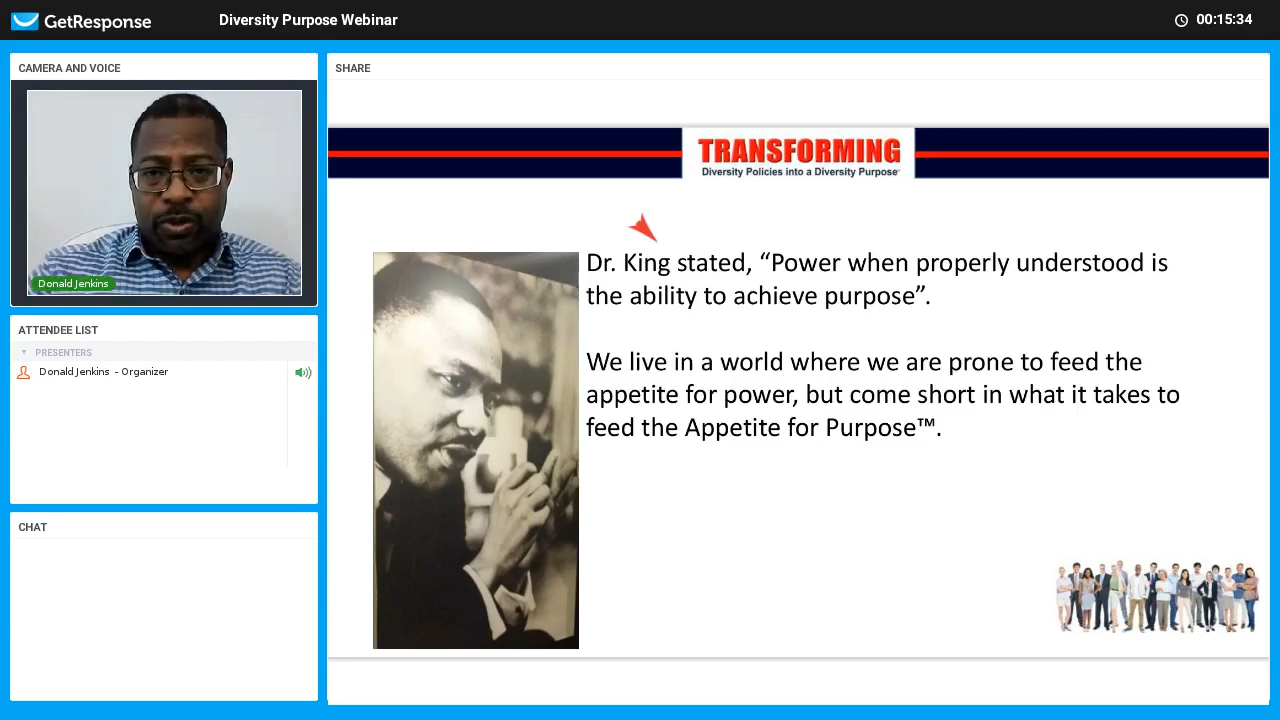 GetResponse
Diversity Purpose Webinar
00:15:34
CAMERA AND VOICE
Donald Jenkins
ATTENDEE LIST
PRESENTERS
Donald Jenkins - Organizer
CHAT
SHARE
TRANSFORMING
Diversity Policies into a Diversity Purpose
Dr. King stated, “Power when properly understood is
the ability to achieve purpose”.
We live in a world where we are prone to feed the
appetite for power, but come short in what it takes to
feed the Appetite for Purpose™.